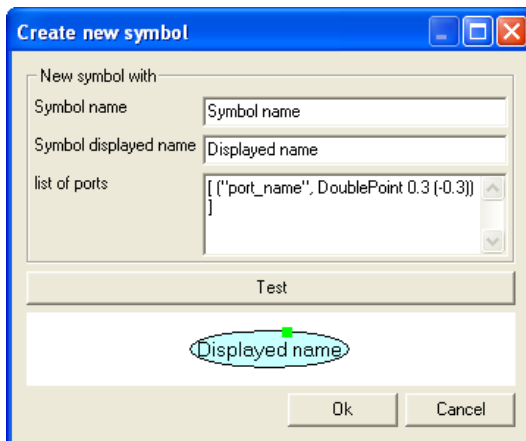 Create new symbol
New symbol with
Symbol name Symbol name
Symbol displayed name Displayed name
list of ports [ ("port_name", DoublePoint 0.3 (-0.3))
]
Test
Displayed name
Ok Cancel